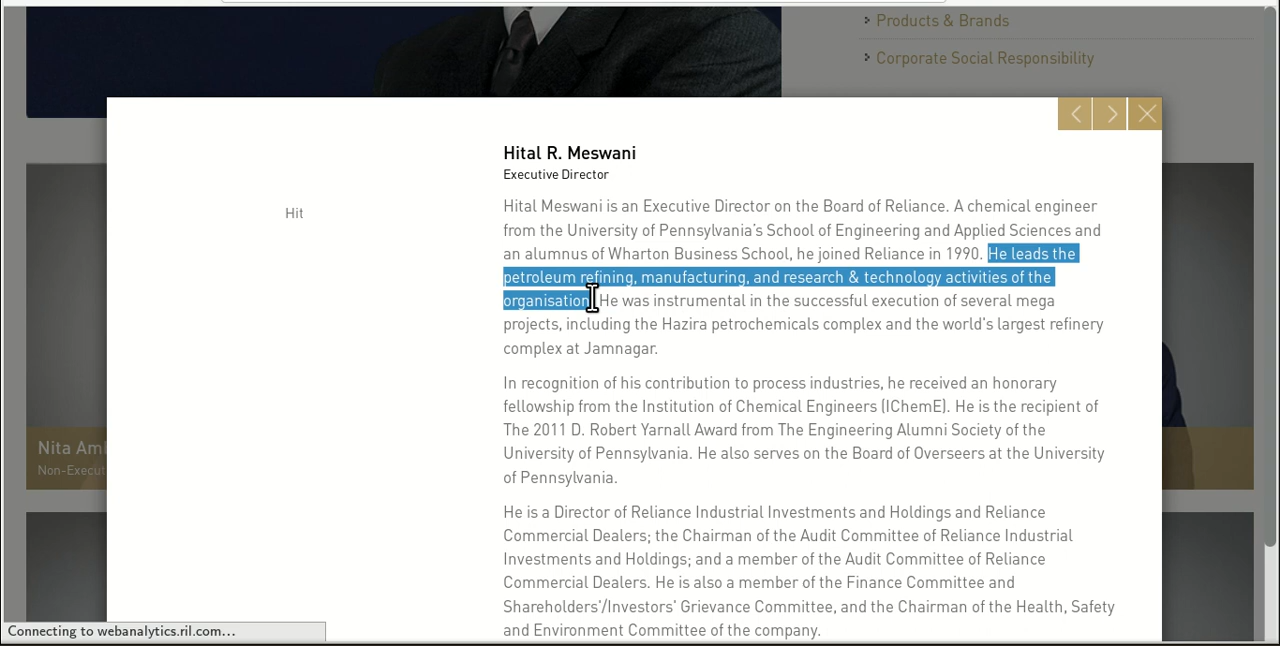 Products & Brands
Corporate Social Responsibility
Hital R. Meswani
Executive Director
Hit
Hital Meswani is an Executive Director on the Board of Reliance. A chemical engineer
from the University of Pennsylvania's School of Engineering and Applied Sciences and
an alumnus of Wharton Business School, he joined Reliance in 1990. He leads the
petroleum refining, manufacturing, and research & technology activities of the
organisation. He was instrumental in the successful execution of several mega
projects, including the Hazira petrochemicals complex and the world's largest refinery
complex at Jamnagar.
In recognition of his contribution to process industries, he received an honorary
fellowship from the Institution of Chemical Engineers (IChemE). He is the recipient of
The 2011 D. Robert Yarnall Award from The Engineering Alumni Society of the
University of Pennsylvania. He also serves on the Board of Overseers at the University
of Pennsylvania.
He is a Director of Reliance Industrial Investments and Holdings and Reliance
Commercial Dealers; the Chairman of the Audit Committee of Reliance Industrial
Investments and Holdings; and a member of the Audit Committee of Reliance
Commercial Dealers. He is also a member of the Finance Committee and
Shareholders'/Investors' Grievance Committee, and the Chairman of the Health, Safety
and Environment Committee of the company.
Nita Am
Non-Execut
Connecting to webanalytics.ril.com...